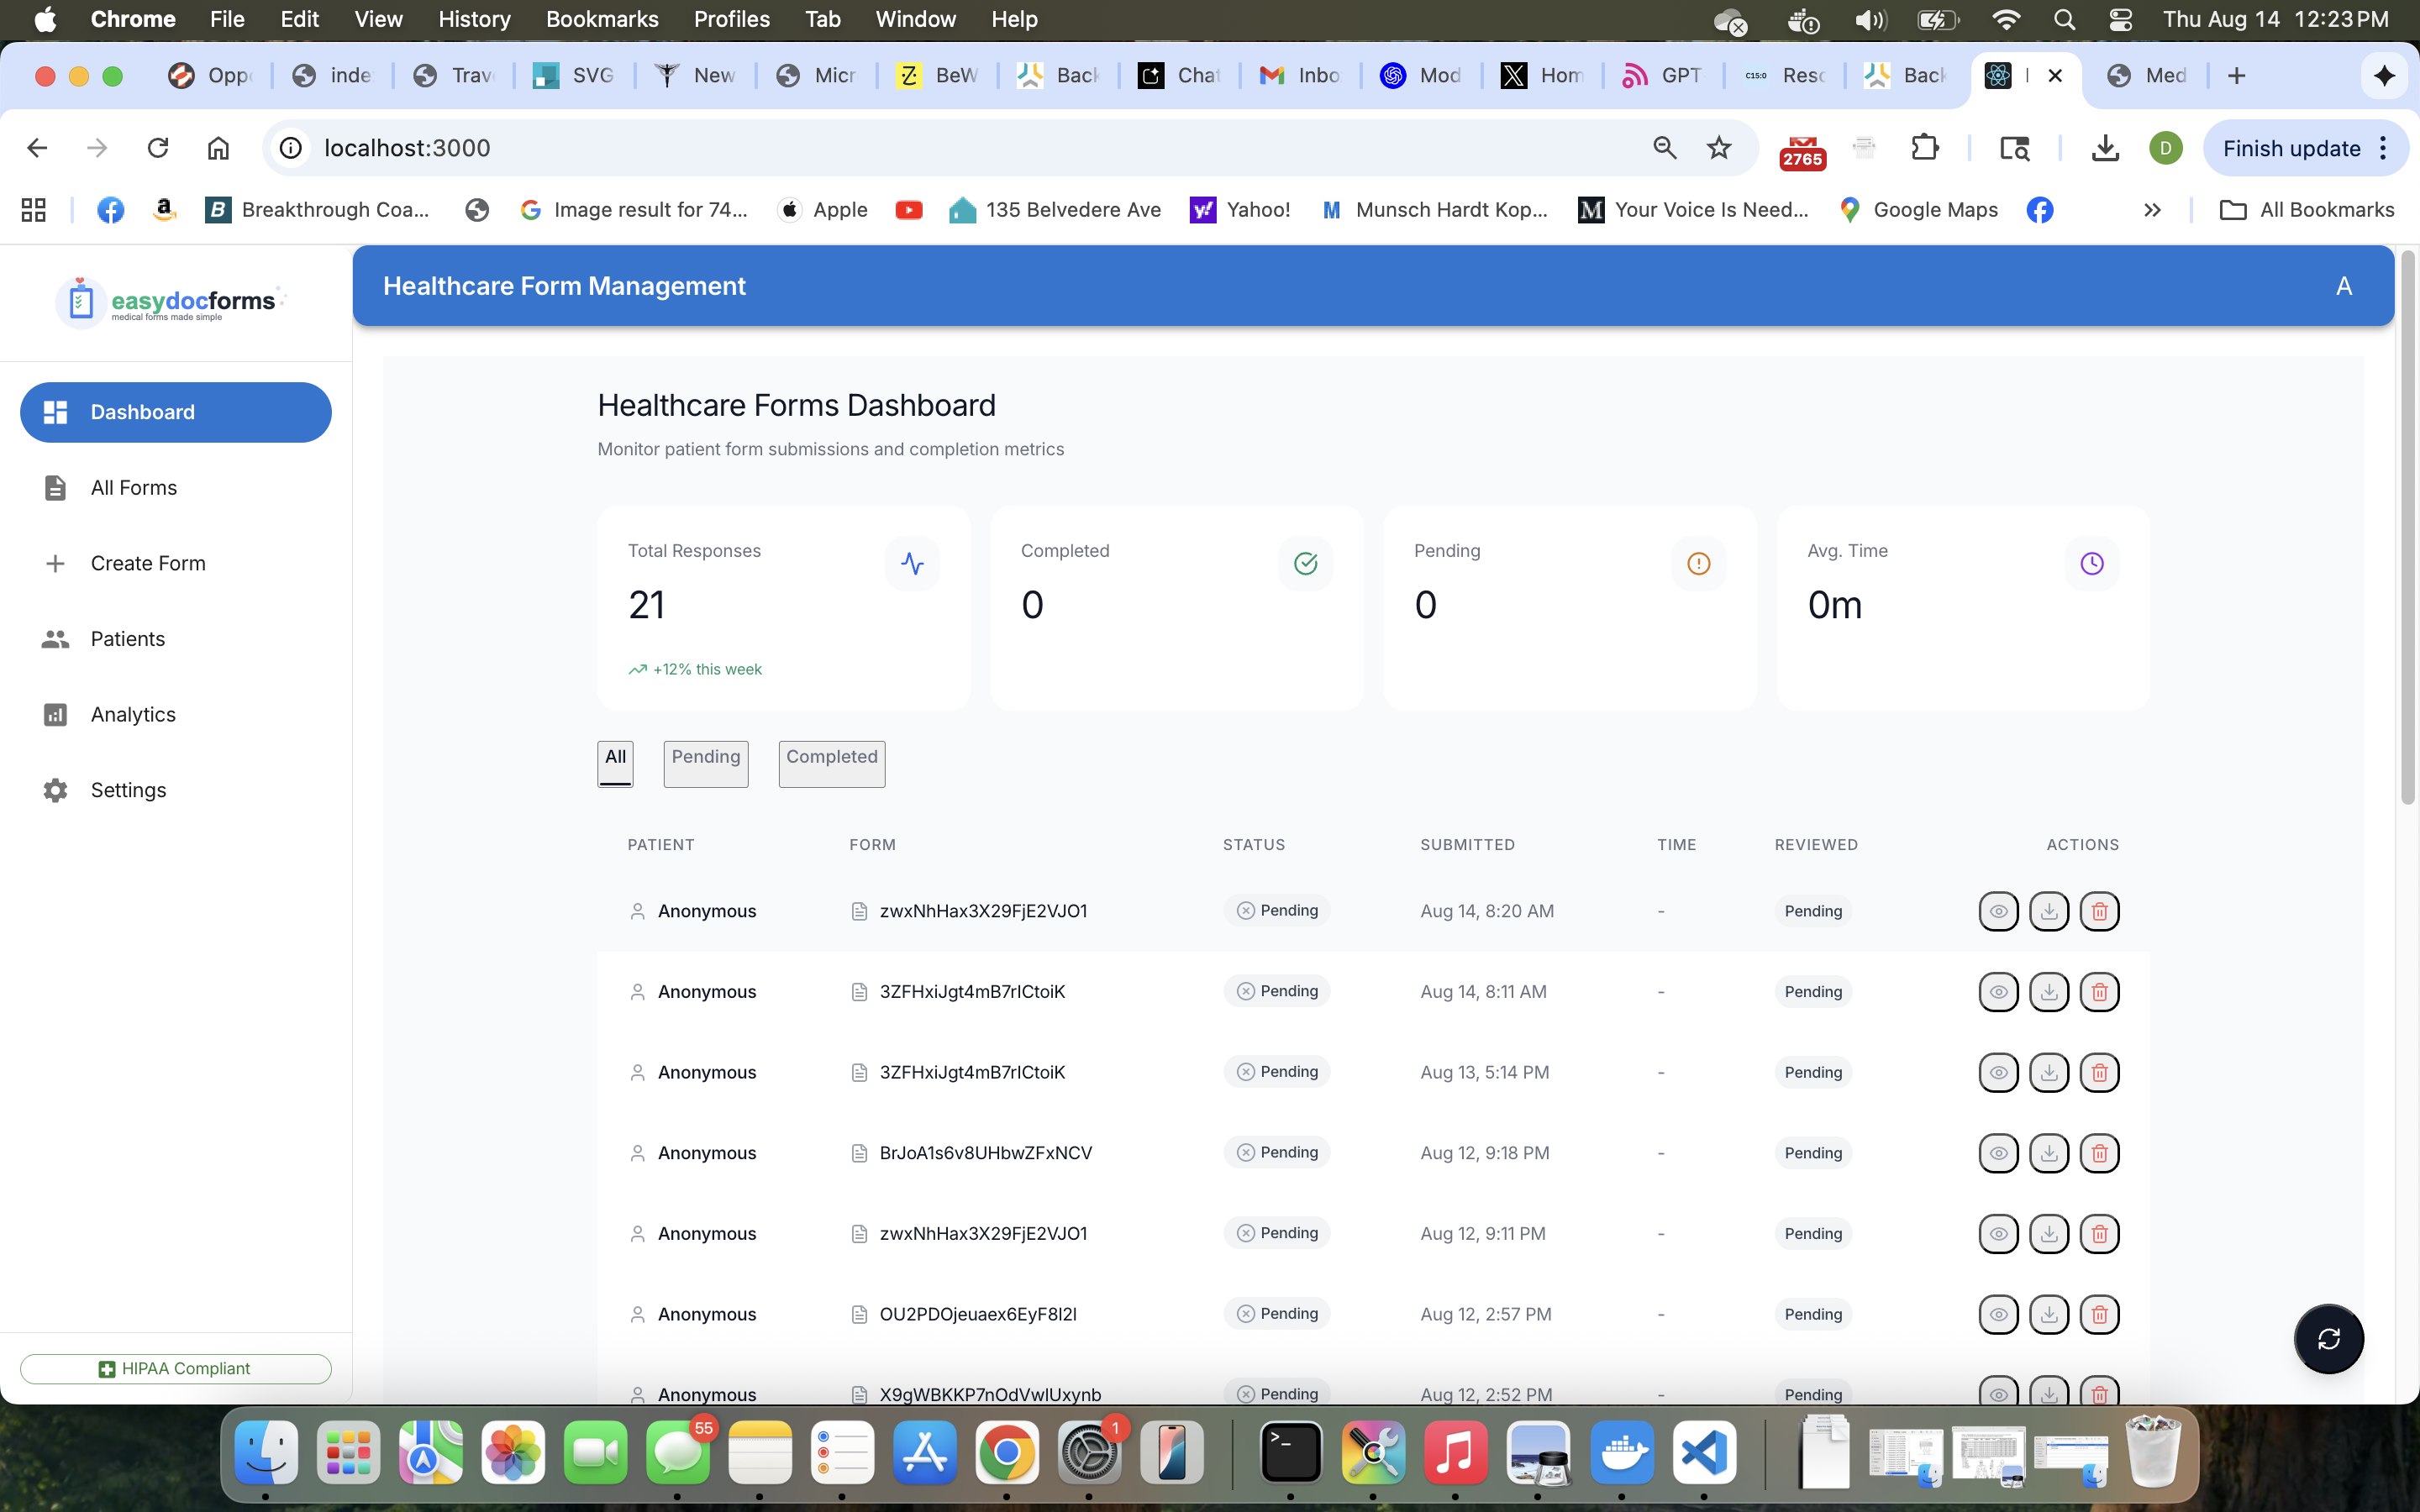 Chrome File Edit View History Bookmarks Profiles Tab Window Help Thu Aug 14 12:23 PM
Oppo inde Trav SVG New Micr BeW Back Chat Inbo Mod Hom GPT C15:0 Reso Back Med
localhost:3000 2765 D Finish update
Breakthrough Coa... Image result for 74... Apple 135 Belvedere Ave Yahoo! Munsch Hardt Kop... Your Voice Is Need... Google Maps All Bookmarks
easydocforms
medical forms made simple
Healthcare Form Management A
Dashboard
All Forms
Create Form
Patients
Analytics
Settings
HIPAA Compliant
Healthcare Forms Dashboard
Monitor patient form submissions and completion metrics
Total Responses
21
+12% this week
Completed
0
Pending
0
Avg. Time
0m
All Pending Completed
PATIENT FORM STATUS SUBMITTED TIME REVIEWED ACTIONS
Anonymous zwxNhHax3X29FjE2VJO1 Pending Aug 14, 8:20 AM - Pending
Anonymous 3ZFHxiJgt4mB7rICtoiK Pending Aug 14, 8:11 AM - Pending
Anonymous 3ZFHxiJgt4mB7rICtoiK Pending Aug 13, 5:14 PM - Pending
Anonymous BrJoA1s6v8UHbwZFxNCV Pending Aug 12, 9:18 PM - Pending
Anonymous zwxNhHax3X29FjE2VJO1 Pending Aug 12, 9:11 PM - Pending
Anonymous OU2PDOjeuaex6EyF8I2I Pending Aug 12, 2:57 PM - Pending
Anonymous X9gWBKKP7nOdVwlUxynb Pending Aug 12, 2:52 PM - Pending
55 1